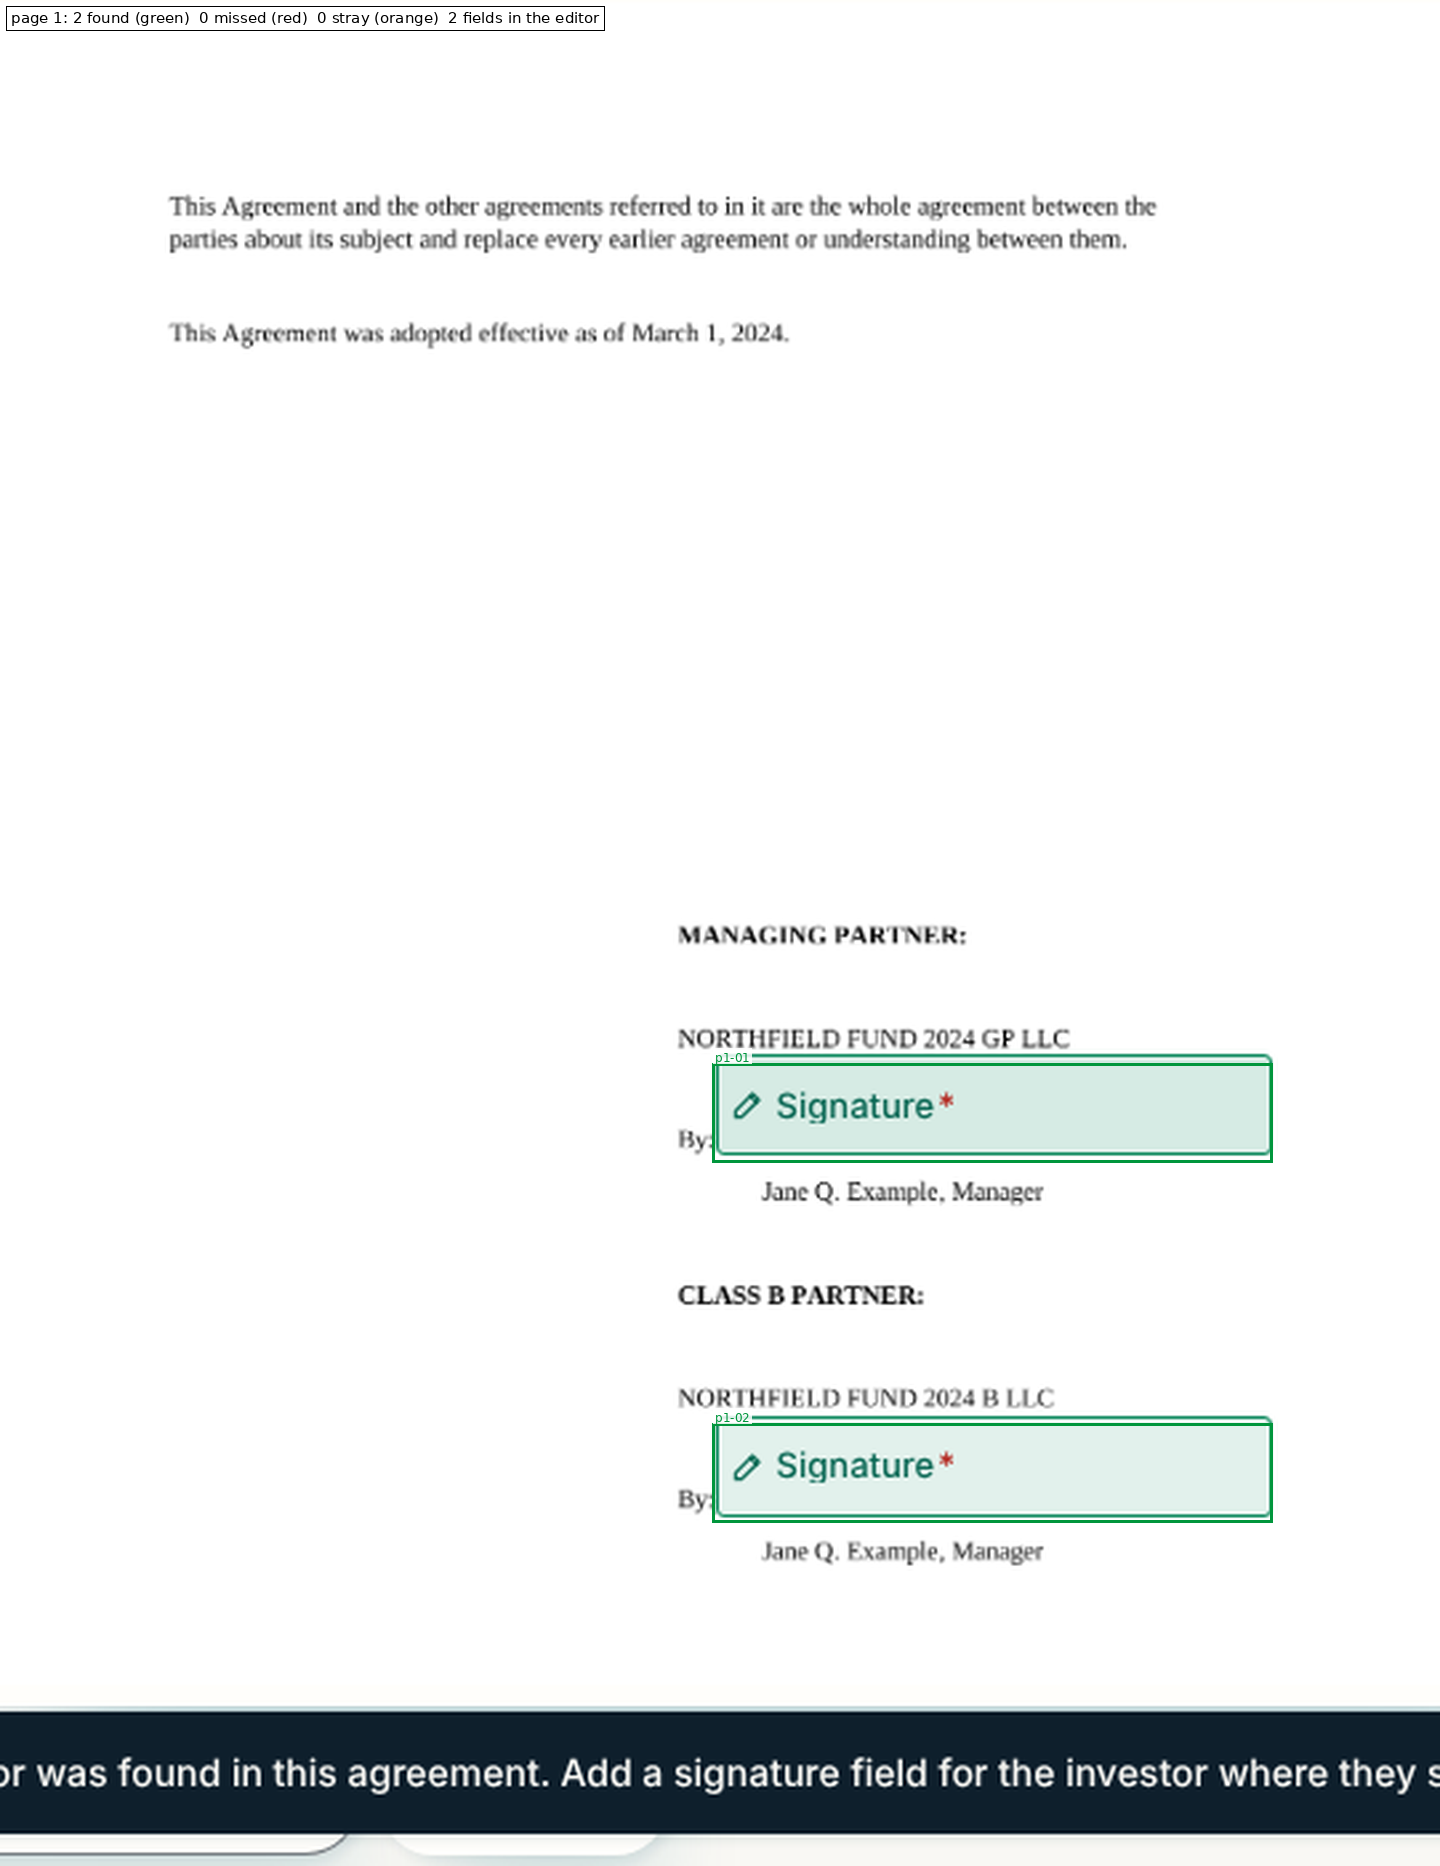 page 1: 2 found (green) 0 missed (red) 0 stray (orange) 2 fields in the editor
This Agreement and the other agreements referred to in it are the whole agreement between the
parties about its subject and replace every earlier agreement or understanding between them.
This Agreement was adopted effective as of March 1, 2024.
MANAGING PARTNER:
NORTHFIELD FUND 2024 GP LLC
p1-01
Signature*
By:
Jane Q. Example, Manager
CLASS B PARTNER:
NORTHFIELD FUND 2024 B LLC
p1-02
Signature*
By:
Jane Q. Example, Manager
or was found in this agreement. Add a signature field for the investor where they s